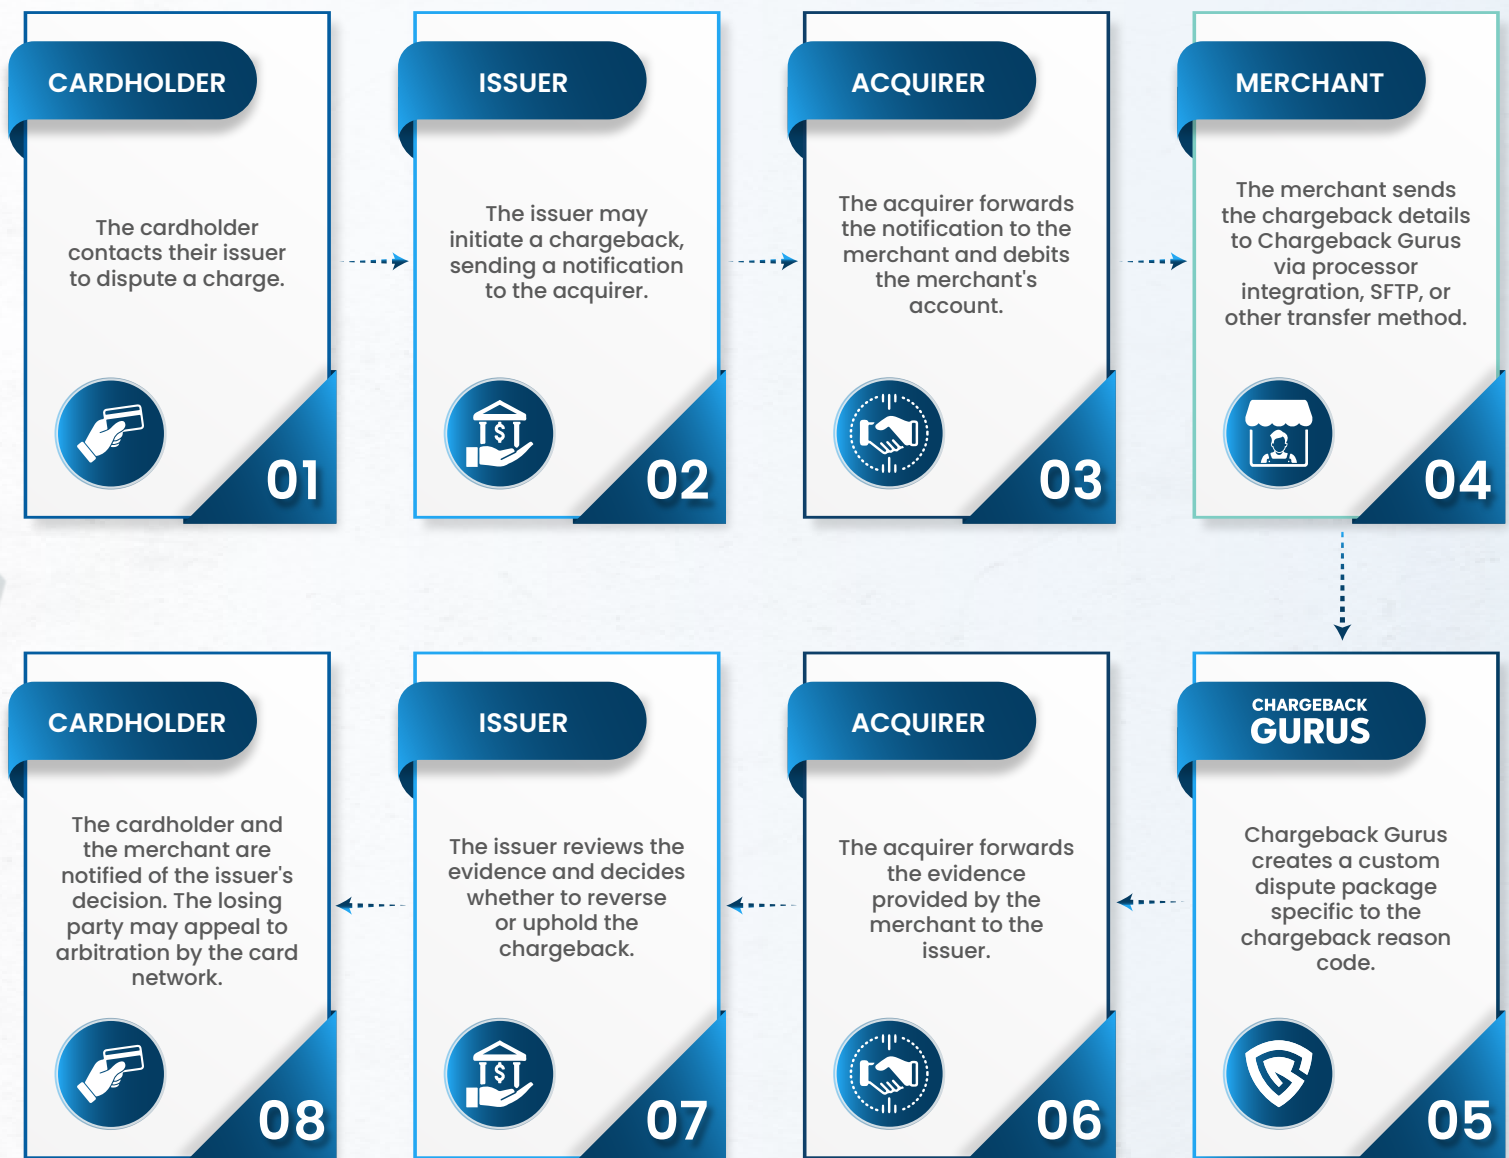 CARDHOLDER
The cardholder
contacts their issuer
to dispute a charge.
01
ISSUER
The issuer may
initiate a chargeback,
sending a notification
to the acquirer.
$
02
ACQUIRER
The acquirer forwards
the notification to the
merchant and debits
the merchant's
account.
03
MERCHANT
The merchant sends
the chargeback details
to Chargeback Gurus
via processor
integration, SFTP, or
other transfer method.
04
CHARGEBACK
GURUS
Chargeback Gurus
creates a custom
dispute package
specific to the
chargeback reason
code.
05
ACQUIRER
The acquirer forwards
the evidence
provided by the
merchant to the
issuer.
06
ISSUER
The issuer reviews the
evidence and decides
whether to reverse
or uphold the
chargeback.
$
07
CARDHOLDER
The cardholder and
the merchant are
notified of the issuer's
decision. The losing
party may appeal to
arbitration by the card
network.
08